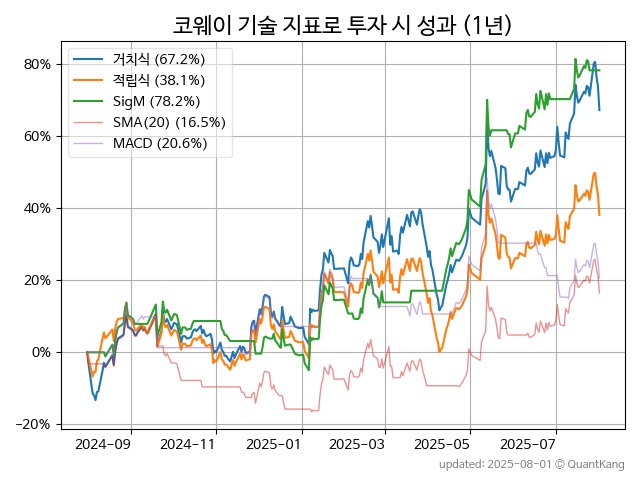 코웨이 기술 지표로 투자 시 성과 (1년)
거치식 (67.2%)
적립식 (38.1%)
SigM (78.2%)
SMA(20) (16.5%)
MACD (20.6%)
80%
60%
40%
20%
0%
−20%
2024-09 2024-11 2025-01 2025-03 2025-05 2025-07
updated: 2025-08-01 © QuantKang